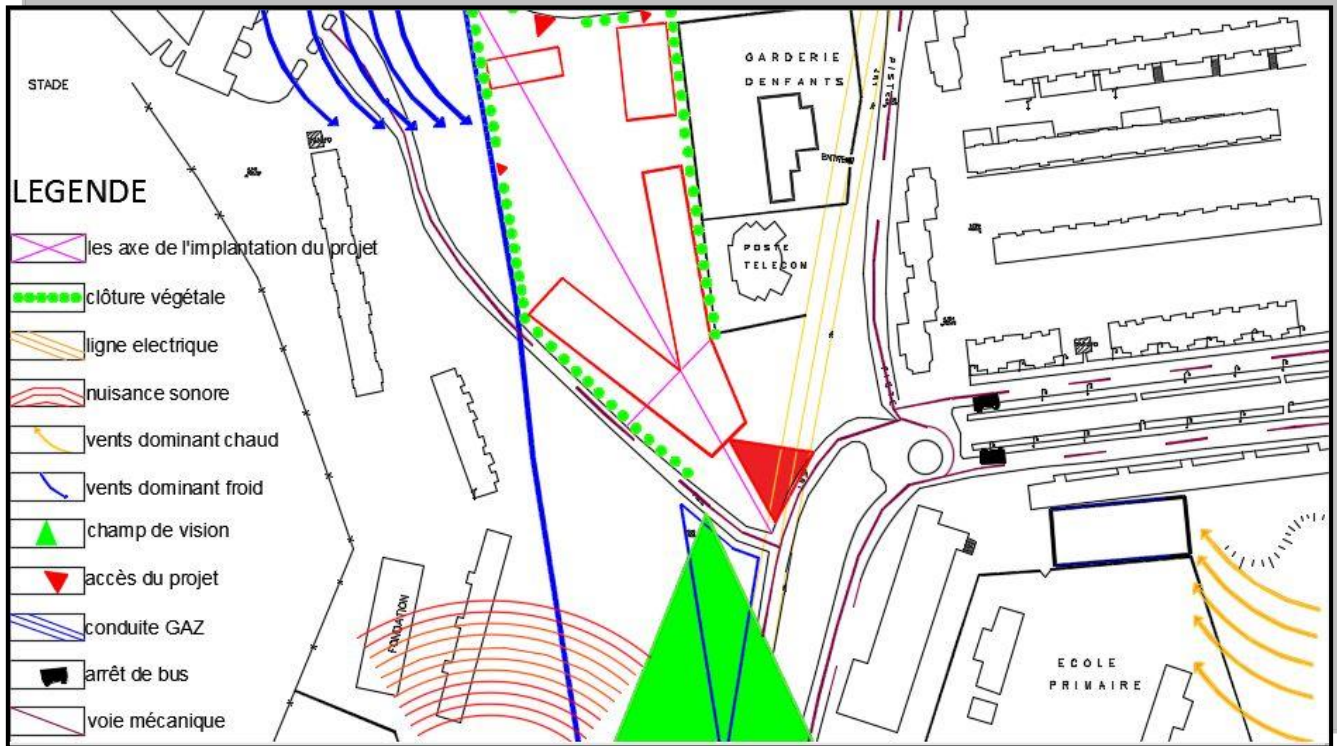 STADE
LEGENDE
les axe de l'implantation du projet
clôture végétale
ligne electrique
nuisance sonore
vents dominant chaud
vents dominant froid
champ de vision
accès du projet
conduite GAZ
arrêt de bus
voie mécanique
GARDERIE
DENFANTS
POSTE
TELECOM
PISTE
PISTE
FONDATION
ECOLE
PRIMAIRE